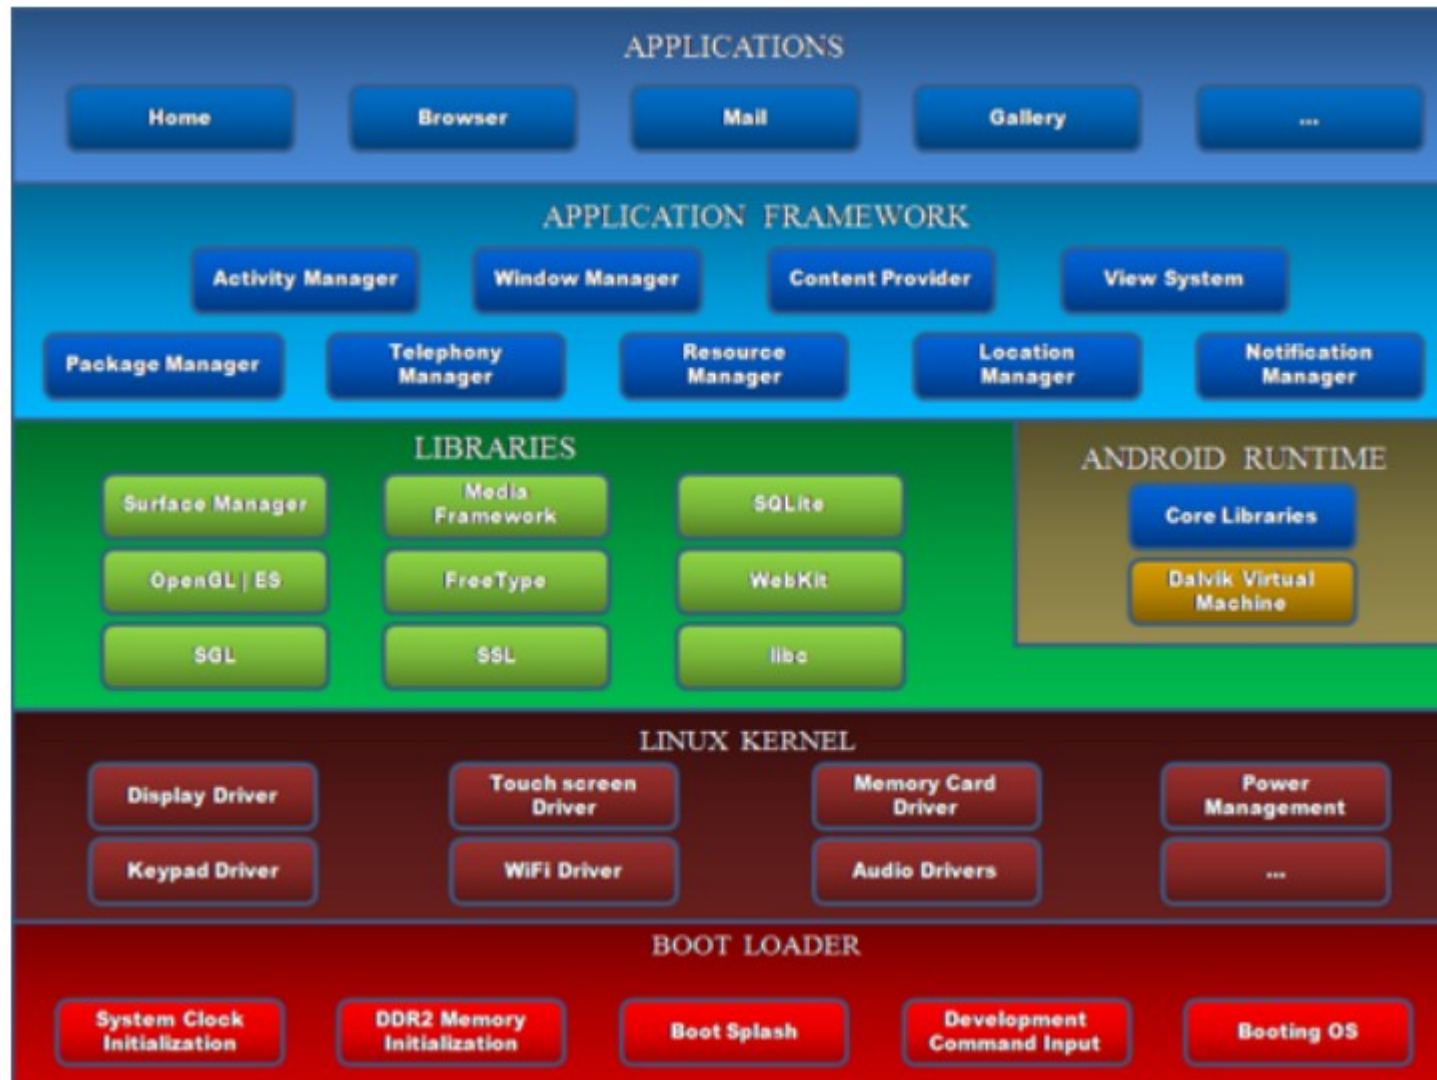 APPLICATIONS
Home
Browser
Mail
Gallery
...
APPLICATION FRAMEWORK
Activity Manager
Window Manager
Content Provider
View System
Package Manager
Telephony
Manager
Resource
Manager
Location
Manager
Notification
Manager
LIBRARIES
Surface Manager
Media
Framework
SQLite
OpenGL | ES
FreeType
WebKit
SGL
SSL
libc
ANDROID RUNTIME
Core Libraries
Dalvik Virtual
Machine
LINUX KERNEL
Display Driver
Touch screen
Driver
Memory Card
Driver
Power
Management
Keypad Driver
WiFi Driver
Audio Drivers
...
BOOT LOADER
System Clock
Initialization
DDR2 Memory
Initialization
Boot Splash
Development
Command Input
Booting OS